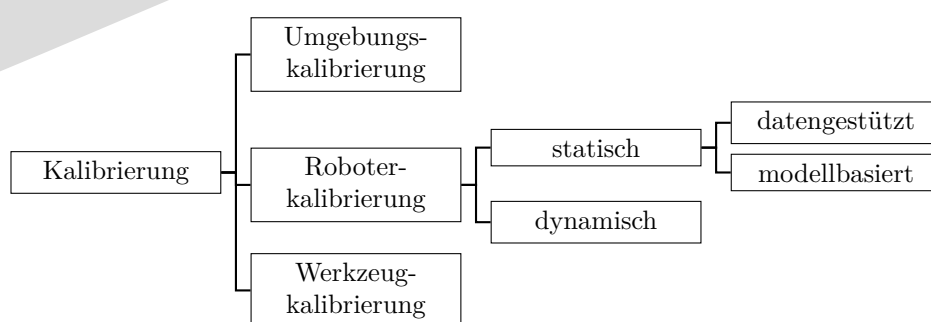 Kalibrierung
Umgebungs-
kalibrierung
Roboter-
kalibrierung
Werkzeug-
kalibrierung
statisch
dynamisch
datengestützt
modellbasiert